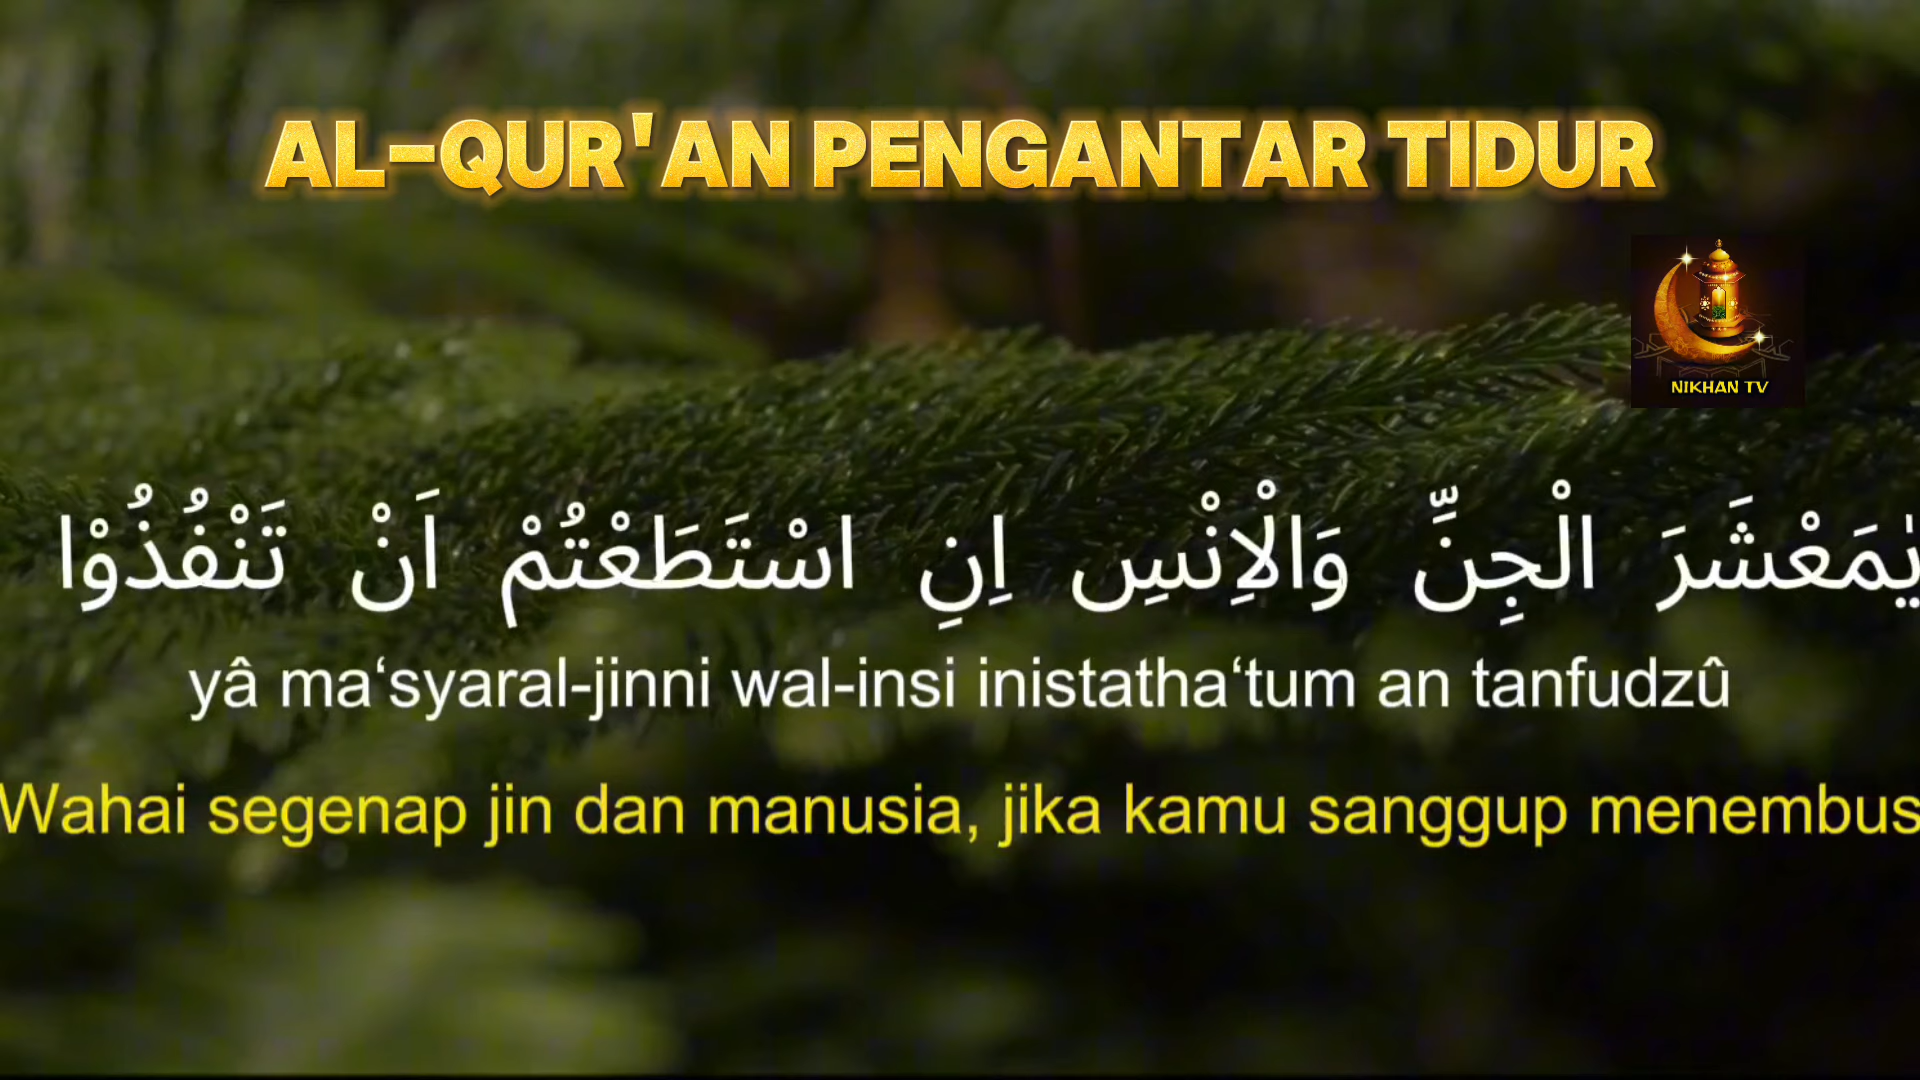 AL-QUR'AN PENGANTAR TIDUR
NIKHAN TV
يٰمَعْشَرَ الْجِنِّ وَالْاِنْسِ اِنِ اسْتَطَعْتُمْ اَنْ تَنْفُذُوْا
yâ ma‘syaral-jinni wal-insi inistatha‘tum an tanfudzû
Wahai segenap jin dan manusia, jika kamu sanggup menembus